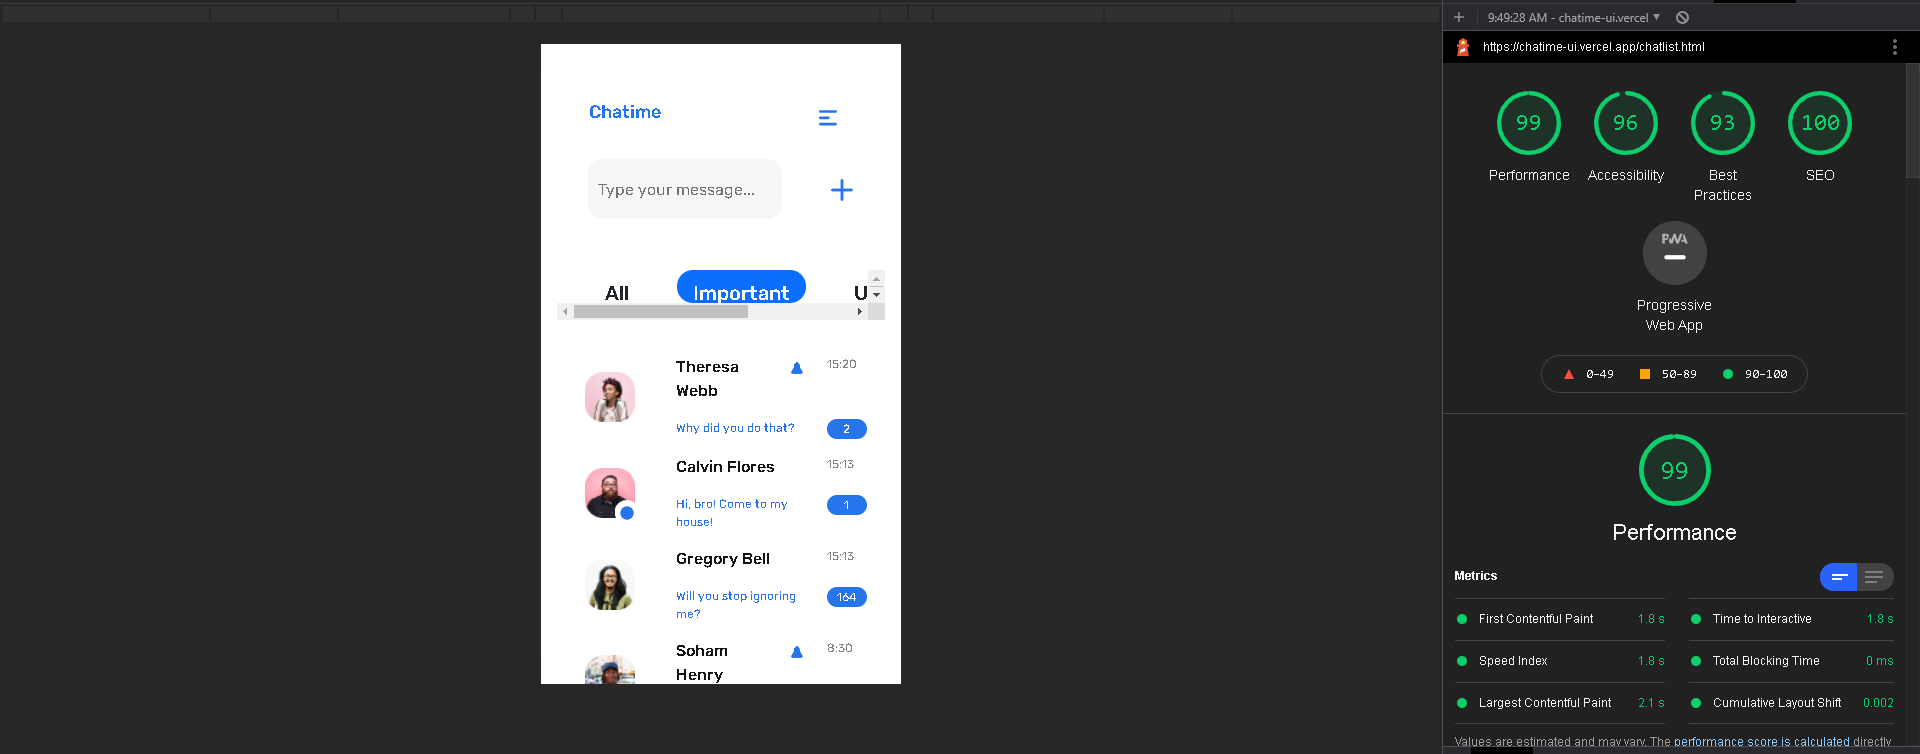 Chatime
Type your message...
All Important U
Theresa Webb 15:20
Why did you do that? 2
Calvin Flores 15:13
Hi, bro! Come to my house! 1
Gregory Bell 15:13
Will you stop ignoring me? 164
Soham Henry 8:30
9:49:28 AM - chatime-ui.vercel
https://chatime-ui.vercel.app/chatlist.html
99 96 93 100
Performance Accessibility Best Practices SEO
PWA
Progressive Web App
0–49 50–89 90–100
99
Performance
Metrics
First Contentful Paint 1.8 s
Time to Interactive 1.8 s
Speed Index 1.8 s
Total Blocking Time 0 ms
Largest Contentful Paint 2.1 s
Cumulative Layout Shift 0.002
Values are estimated and may vary. The performance score is calculated directly